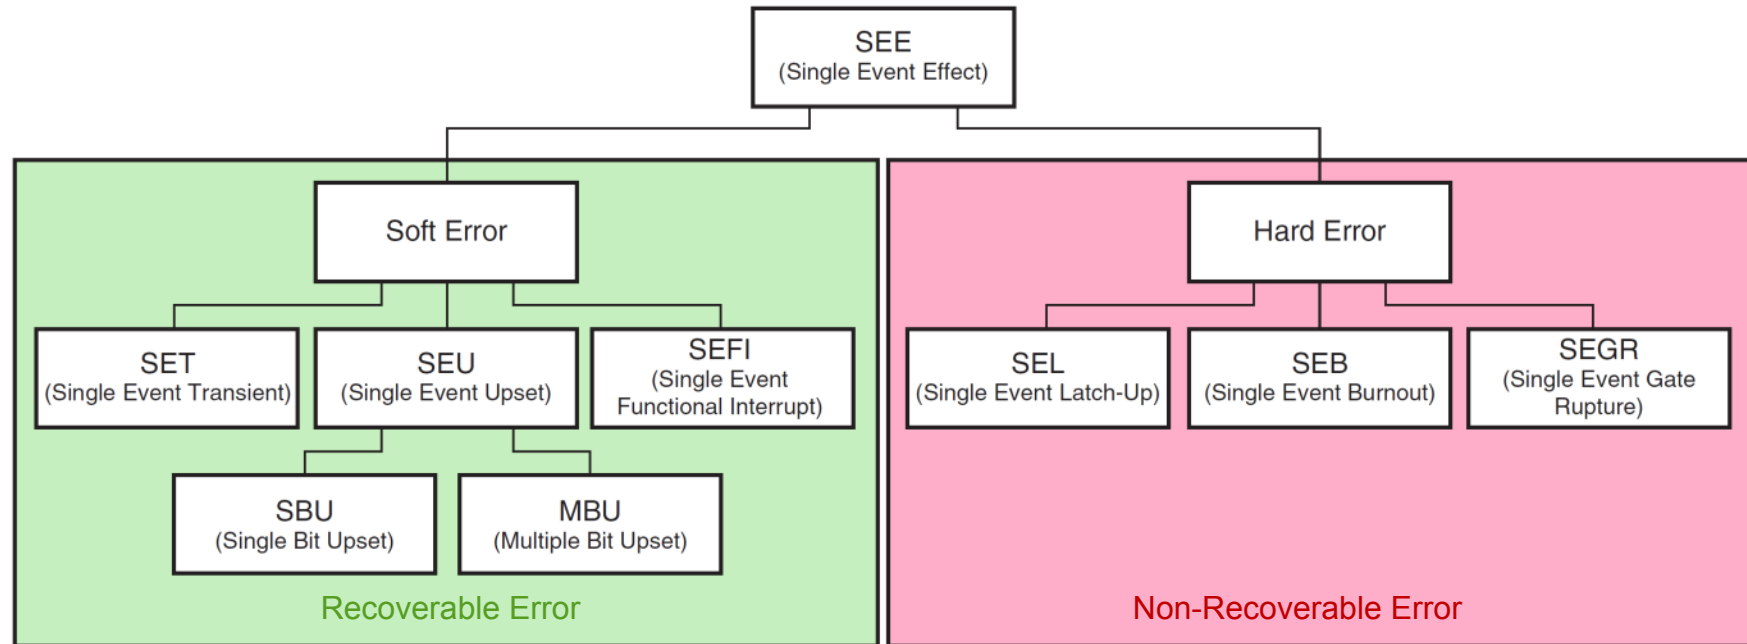 SEE
(Single Event Effect)
Soft Error
Hard Error
SET
(Single Event Transient)
SEU
(Single Event Upset)
SEFI
(Single Event
Functional Interrupt)
SEL
(Single Event Latch-Up)
SEB
(Single Event Burnout)
SEGR
(Single Event Gate
Rupture)
SBU
(Single Bit Upset)
MBU
(Multiple Bit Upset)
Recoverable Error
Non-Recoverable Error